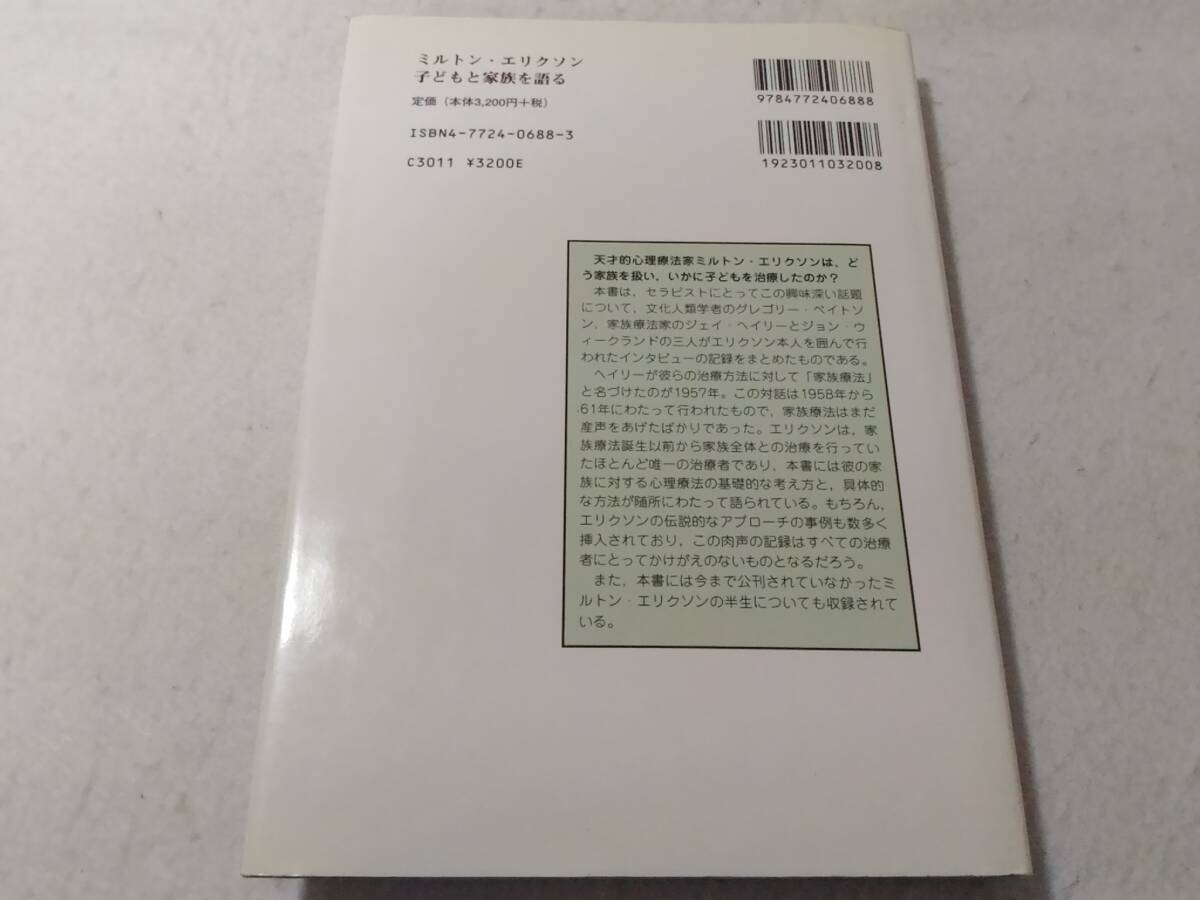 ミルトン・エリクソン
子どもと家族を語る
定価（本体3,200円+税）
ISBN4-7724-0688-3
C3011 ¥3200E
9784772406888
1923011032008
天才的心理療法家ミルトン・エリクソンは，ど
う家族を扱い，いかに子どもを治療したのか？
本書は，セラピストにとってこの興味深い話題
について，文化人類学者のグレゴリー・ベイトソ
ン，家族療法家のジェイ・ヘイリーとジョン・ウ
ィークランドの三人がエリクソン本人を囲んで行
われたインタビューの記録をまとめたものである。
ヘイリーが彼らの治療方法に対して「家族療法」
と名づけたのが1957年。この対話は1958年から
61年にわたって行われたもので，家族療法はまだ
産声をあげたばかりであった。エリクソンは，家
族療法誕生以前から家族全体との治療を行ってい
たほとんど唯一の治療者であり，本書には彼の家
族に対する心理療法の基礎的な考え方と，具体的
な方法が随所にわたって語られている。もちろん，
エリクソンの伝説的なアプローチの事例も数多く
挿入されており，この肉声の記録はすべての治療
者にとってかけがえのないものとなるだろう。
また，本書には今まで公刊されていなかったミ
ルトン・エリクソンの半生についても収録されて
いる。